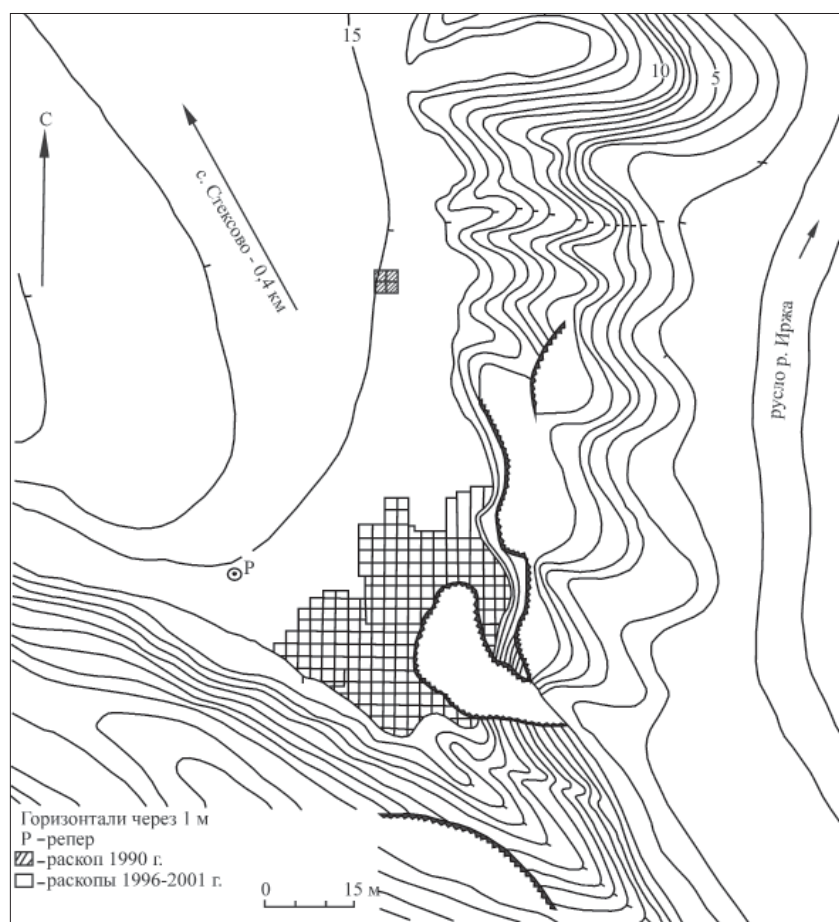 15
10
5
С
с. Стексово - 0,4 км
русло р. Иржа
Р
Горизонтали через 1 м
Р -репер
-раскоп 1990 г.
-раскопы 1996-2001 г.
0 15 м